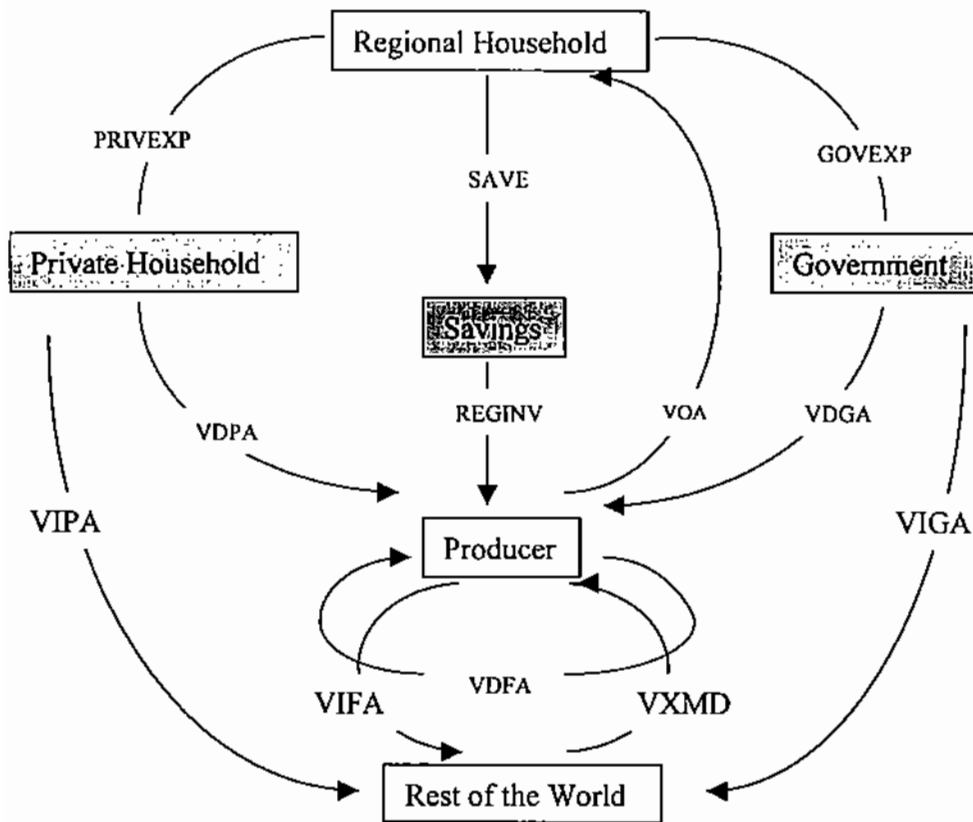 Regional Household
PRIVEXP
GOVEXP
SAVE
Private Household
Government
Savings
REGINV
VOA
VDGA
VDPA
VIPA
VIGA
Producer
VDFA
VIFA
VXMD
Rest of the World